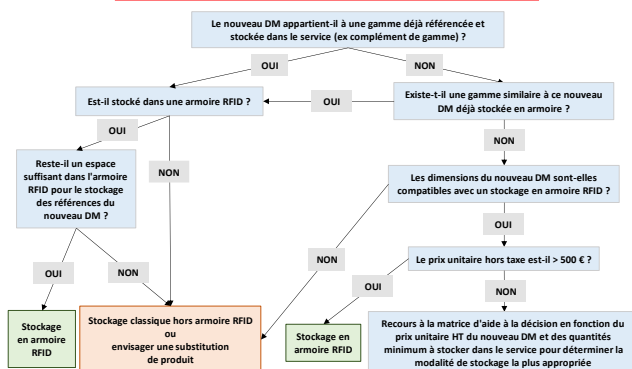 Le nouveau DM appartient-il à une gamme déjà référencée et
stockée dans le service (ex complément de gamme) ?
OUI
NON
Est-il stocké dans une armoire RFID ?
OUI
Existe-t-il une gamme similaire à ce nouveau
DM déjà stockée en armoire ?
OUI
NON
NON
Reste-il un espace
suffisant dans l'armoire
RFID pour le stockage
des références du
nouveau DM ?
Les dimensions du nouveau DM sont-elles
compatibles avec un stockage en armoire RFID ?
OUI
NON
Le prix unitaire hors taxe est-il > 500 € ?
OUI
NON
OUI
NON
Stockage
en armoire
RFID
Stockage classique hors armoire RFID
ou
envisager une substitution
de produit
Stockage en
armoire RFID
Recours à la matrice d'aide à la décision en fonction du
prix unitaire HT du nouveau DM et des quantités
minimum à stocker dans le service pour déterminer la
modalité de stockage la plus appropriée